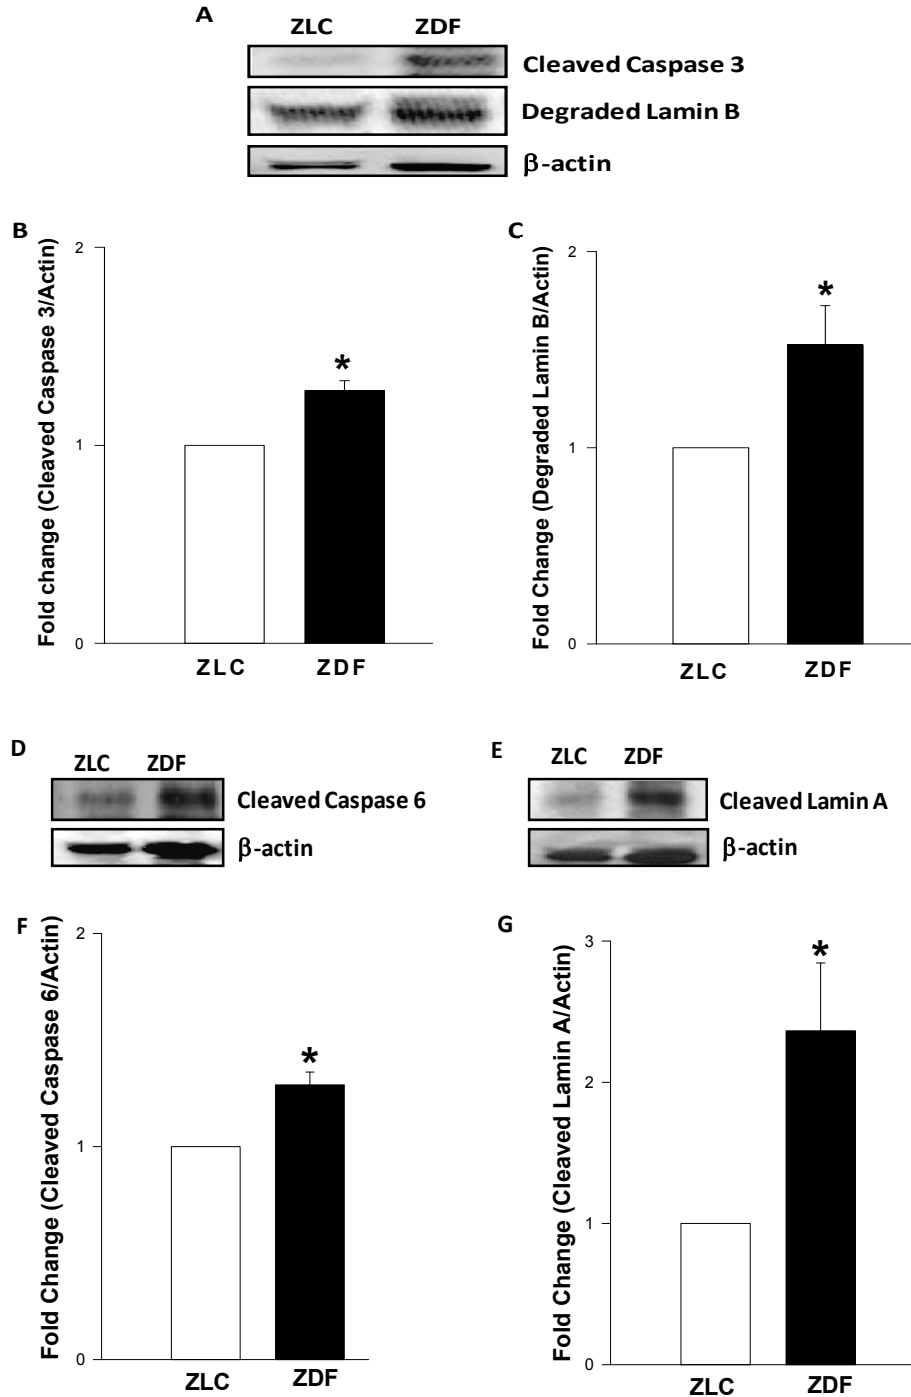 A
ZLC ZDF
Cleaved Caspase 3
Degraded Lamin B
β-actin
B
Fold change (Cleaved Caspase 3/Actin)
2
1
0
*
ZLC ZDF
C
Fold Change (Degraded Lamin B/Actin)
2
1
0
*
ZLC ZDF
D
ZLC ZDF
Cleaved Caspase 6
β-actin
E
ZLC ZDF
Cleaved Lamin A
β-actin
F
Fold Change (Cleaved Caspase 6/Actin)
2
1
0
*
ZLC ZDF
G
Fold Change (Cleaved Lamin A/Actin)
3
2
1
0
*
ZLC ZDF